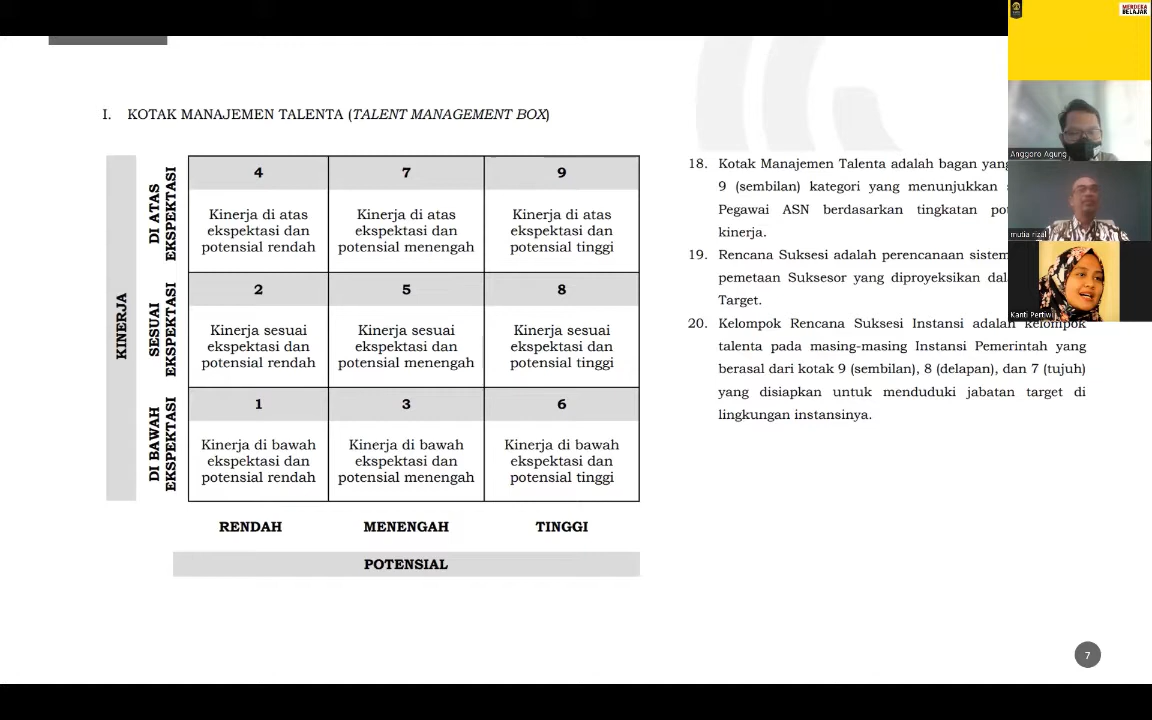 I. KOTAK MANAJEMEN TALENTA (TALENT MANAGEMENT BOX)
KINERJA
DI ATAS
EKSPEKTASI
SESUAI
EKSPEKTASI
DI BAWAH
EKSPEKTASI
4
Kinerja di atas
ekspektasi dan
potensial rendah
7
Kinerja di atas
ekspektasi dan
potensial menengah
9
Kinerja di atas
ekspektasi dan
potensial tinggi
2
Kinerja sesuai
ekspektasi dan
potensial rendah
5
Kinerja sesuai
ekspektasi dan
potensial menengah
8
Kinerja sesuai
ekspektasi dan
potensial tinggi
1
Kinerja di bawah
ekspektasi dan
potensial rendah
3
Kinerja di bawah
ekspektasi dan
potensial menengah
6
Kinerja di bawah
ekspektasi dan
potensial tinggi
RENDAH MENENGAH TINGGI
POTENSIAL
18. Kotak Manajemen Talenta adalah bagan
9 (sembilan) kategori yang menunjukkan
Pegawai ASN berdasarkan tingkatan
kinerja.
19. Rencana Suksesi adalah perencanaan
pemetaan Suksesor yang diproyeksikan
Target.
20. Kelompok Rencana Suksesi Instansi adalah kelompok
talenta pada masing-masing Instansi Pemerintah yang
berasal dari kotak 9 (sembilan), 8 (delapan), dan 7 (tujuh)
yang disiapkan untuk menduduki jabatan target di
lingkungan instansinya.
7
MERDEKA
BELAJAR
Anggoro Agung
mutia rizal
Kanti Pertiwi